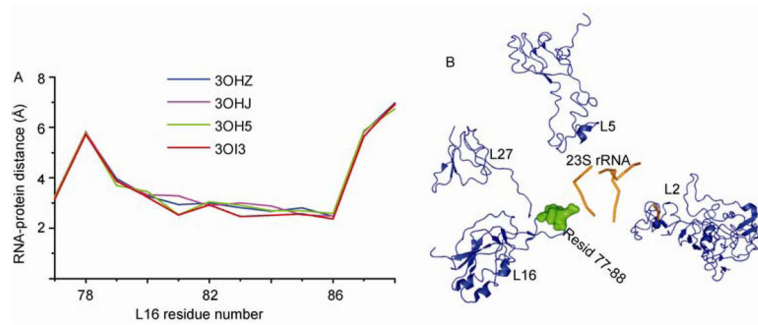 A
8
6
4
2
RNA-protein distance (Å)
3OHZ
3OHJ
3OH5
3OI3
78
82
86
L16 residue number
B
L5
L27
23S rRNA
L2
Resid 77-88
L16